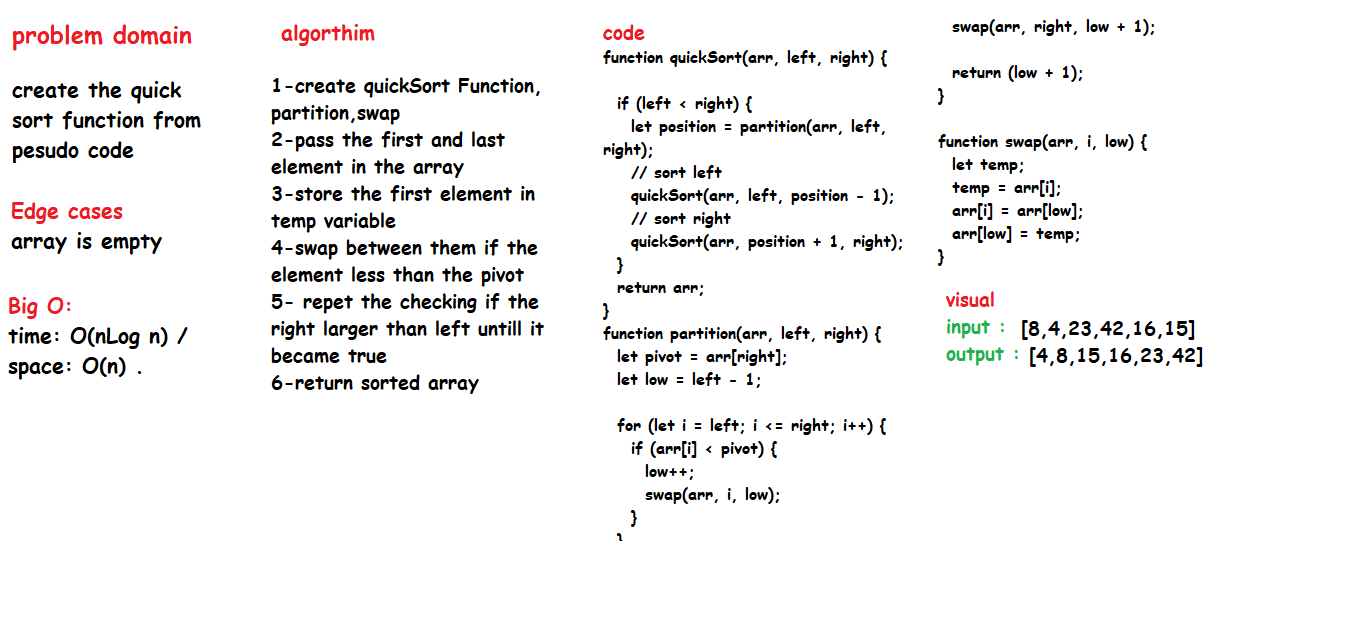 problem domain
create the quick
sort function from
pesudo code
Edge cases
array is empty
Big O:
time: O(nLog n) /
space: O(n) .
algorthim
1-create quickSort Function,
partition,swap
2-pass the first and last
element in the array
3-store the first element in
temp variable
4-swap between them if the
element less than the pivot
5- repet the checking if the
right larger than left untill it
became true
6-return sorted array
code
function quickSort(arr, left, right) {
if (left < right) {
let position = partition(arr, left,
right);
// sort left
quickSort(arr, left, position - 1);
// sort right
quickSort(arr, position + 1, right);
}
return arr;
}
function partition(arr, left, right) {
let pivot = arr[right];
let low = left - 1;
for (let i = left; i <= right; i++) {
if (arr[i] < pivot) {
low++;
swap(arr, i, low);
}
}
swap(arr, right, low + 1);
return (low + 1);
}
function swap(arr, i, low) {
let temp;
temp = arr[i];
arr[i] = arr[low];
arr[low] = temp;
}
visual
input : [8,4,23,42,16,15]
output : [4,8,15,16,23,42]